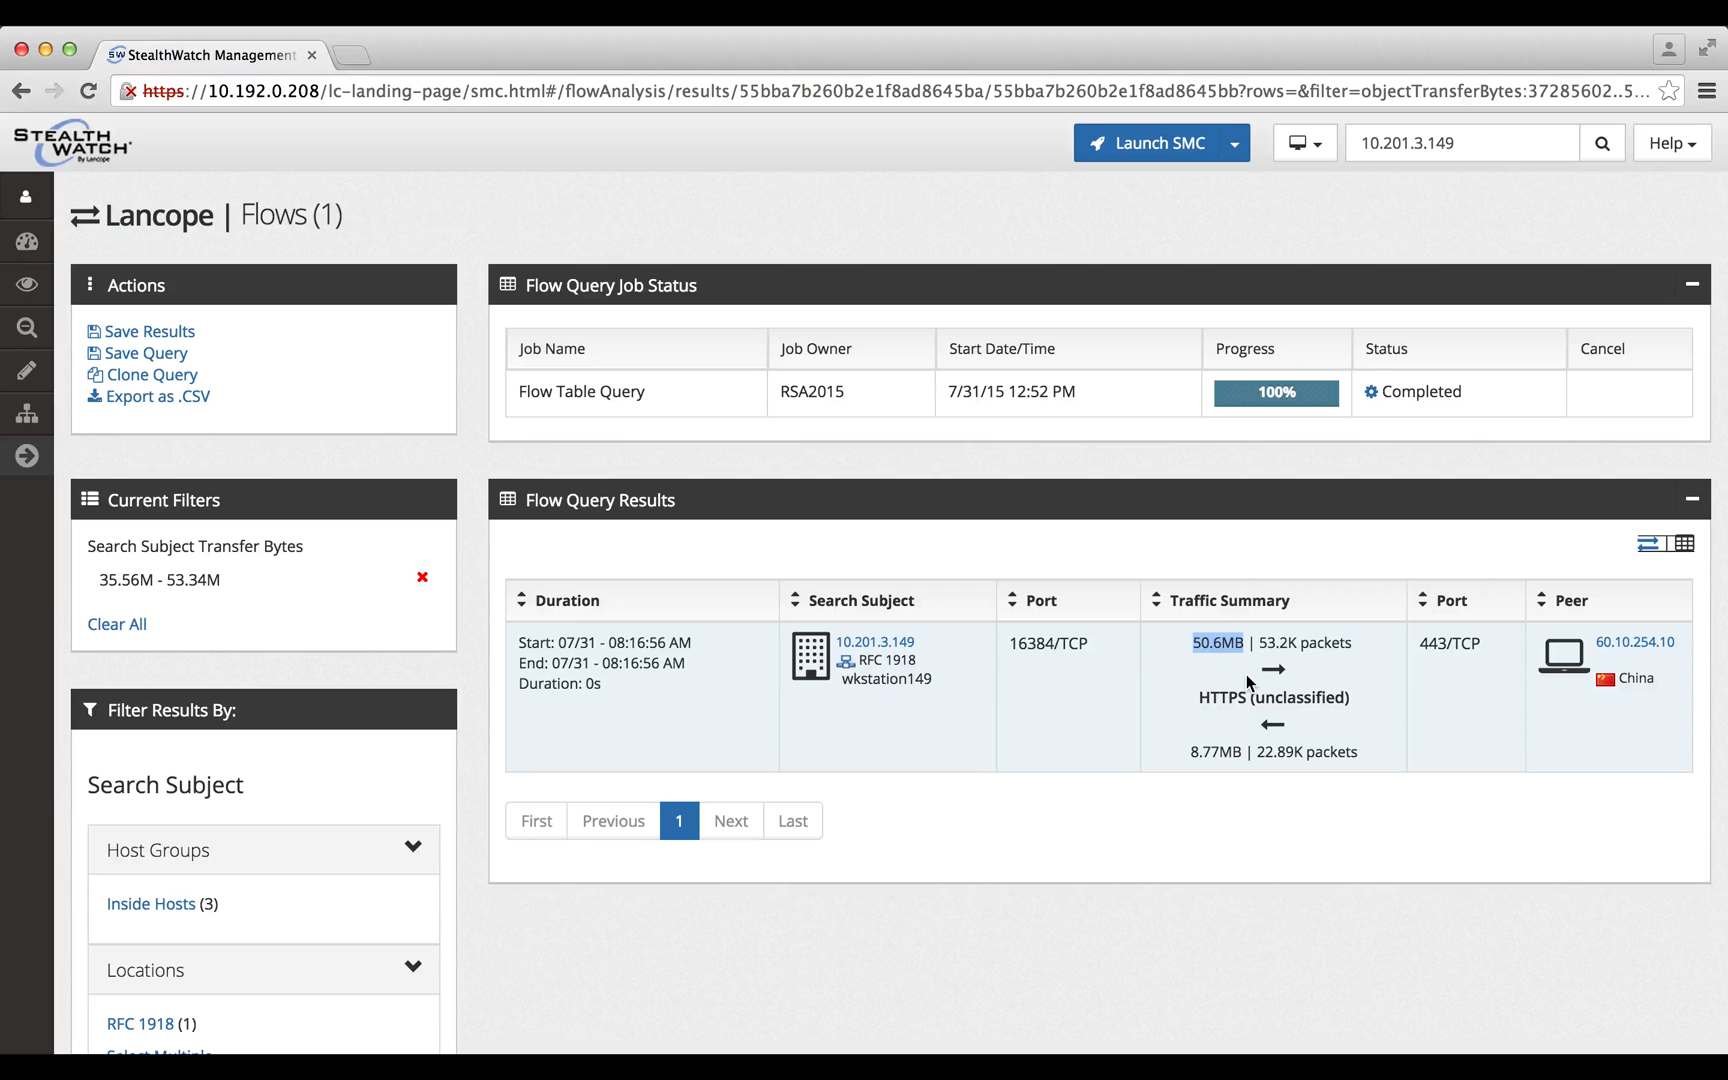 StealthWatch Management
https://10.192.0.208/lc-landing-page/smc.html#/flowAnalysis/results/55bba7b260b2e1f8ad8645ba/55bba7b260b2e1f8ad8645bb?rows=&filter=objectTransferBytes:37285602..5...
STEALTH
WATCH
By Lancope
Launch SMC
10.201.3.149
Help
Lancope | Flows (1)
Actions
Save Results
Save Query
Clone Query
Export as .CSV
Flow Query Job Status
Job Name Job Owner Start Date/Time Progress Status Cancel
Flow Table Query RSA2015 7/31/15 12:52 PM 100% Completed
Current Filters
Search Subject Transfer Bytes
35.56M - 53.34M
Clear All
Flow Query Results
Duration Search Subject Port Traffic Summary Port Peer
Start: 07/31 - 08:16:56 AM 10.201.3.149 16384/TCP 50.6MB | 53.2K packets 443/TCP 60.10.254.10
End: 07/31 - 08:16:56 AM RFC 1918
Duration: 0s wkstation149 China
HTTPS (unclassified)
8.77MB | 22.89K packets
First Previous 1 Next Last
Filter Results By:
Search Subject
Host Groups
Inside Hosts (3)
Locations
RFC 1918 (1)
Select Multiple